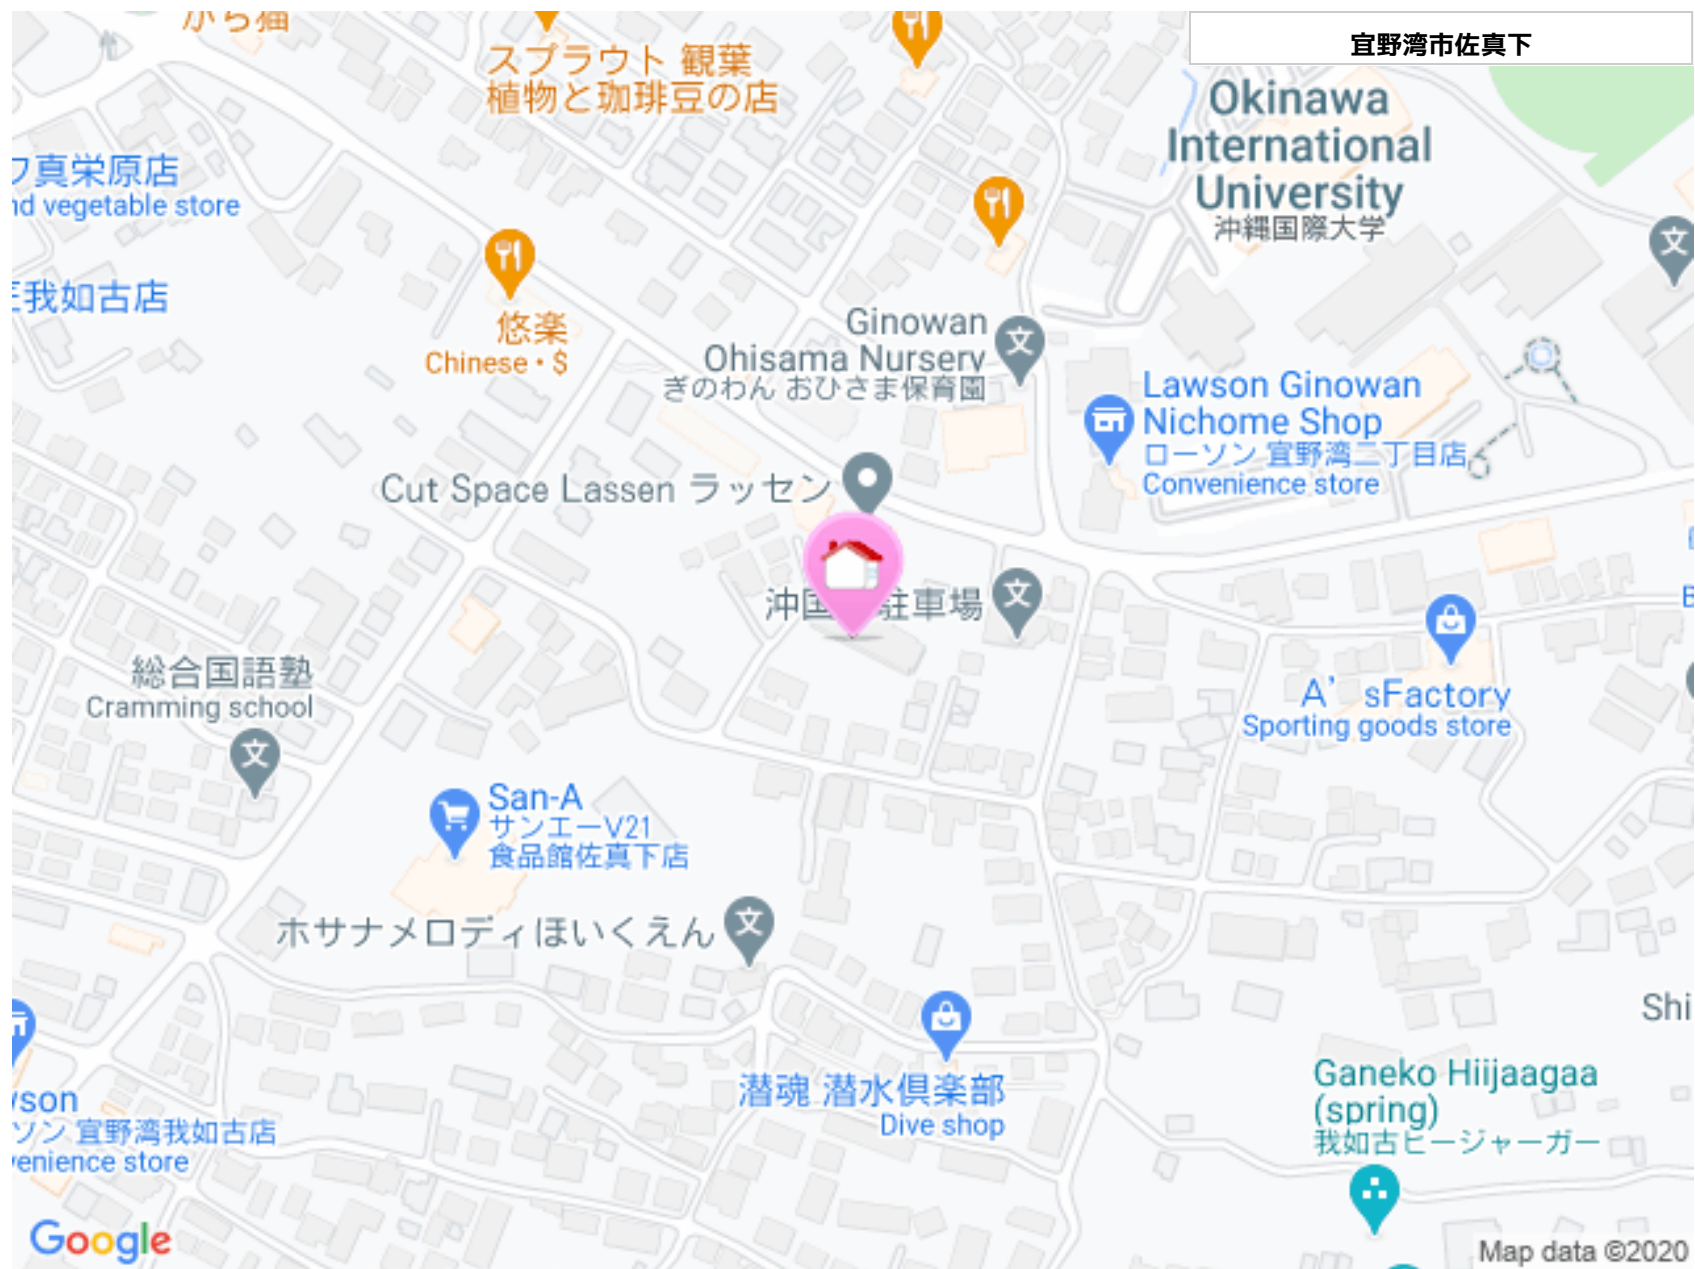 宜野湾市佐真下
から猫
スプラウト 観葉
植物と珈琲豆の店
Okinawa
International
University
沖縄国際大学
フ真栄原店
nd vegetable store
我如古店
悠楽
Chinese・$
Ginowan
Ohisama Nursery
ぎのわん おひさま保育園
Lawson Ginowan
Nichome Shop
ローソン 宜野湾二丁目店
Convenience store
Cut Space Lassen ラッセン
沖国 駐車場
総合国語塾
Cramming school
A’sFactory
Sporting goods store
San-A
サンエーV21
食品館佐真下店
ホサナメロディほいくえん
Shi
潜魂 潜水倶楽部
Dive shop
Ganeko Hiijaagaa
(spring)
我如古ヒージャーガー
wson
ソン 宜野湾我如古店
venience store
Google
Map data ©2020